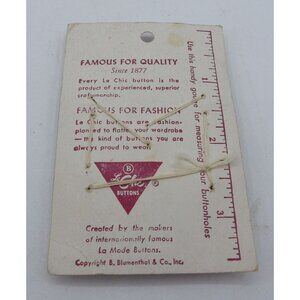 FAMOUS FOR QUALITY
Since 1877
Every Le Chic button is the
product of experienced, superior
craftsmanship.
FAMOUS FOR FASHION
Le Chic buttons are fashion-
planned to flatter your wardrobe
—the kind of buttons you are
always proud to wear.
B
Le Chic
BUTTONS
Created by the makers
of internationally famous
La Mode Buttons.
Copyright B. Blumenthal & Co., Inc.
Use this handy gauge for measuring your buttonholes
1
2
3